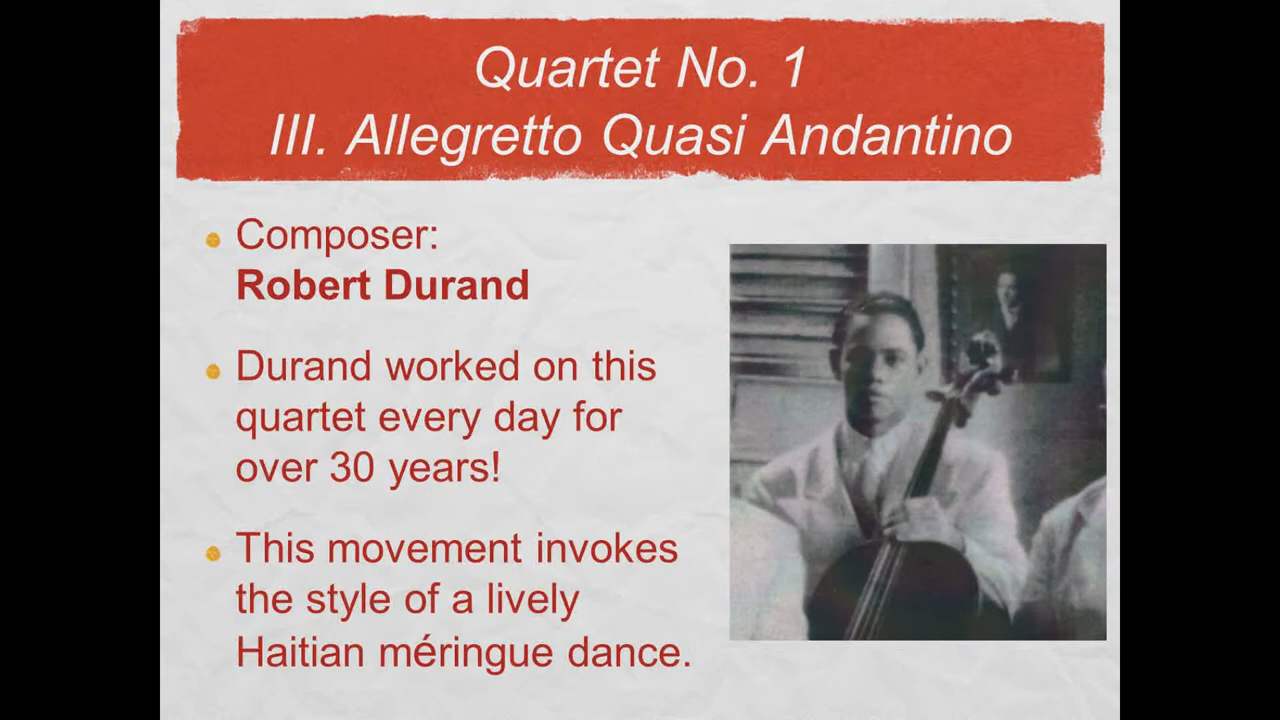 Quartet No. 1
III. Allegretto Quasi Andantino
Composer:
Robert Durand
Durand worked on this
quartet every day for
over 30 years!
This movement invokes
the style of a lively
Haitian méringue dance.